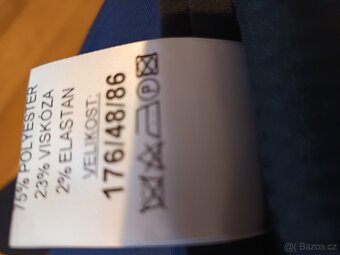 75% POLYESTER
23% VISKÓZA
2% ELASTAN
VELIKOST:
176/48/86
P
Bazos.cz